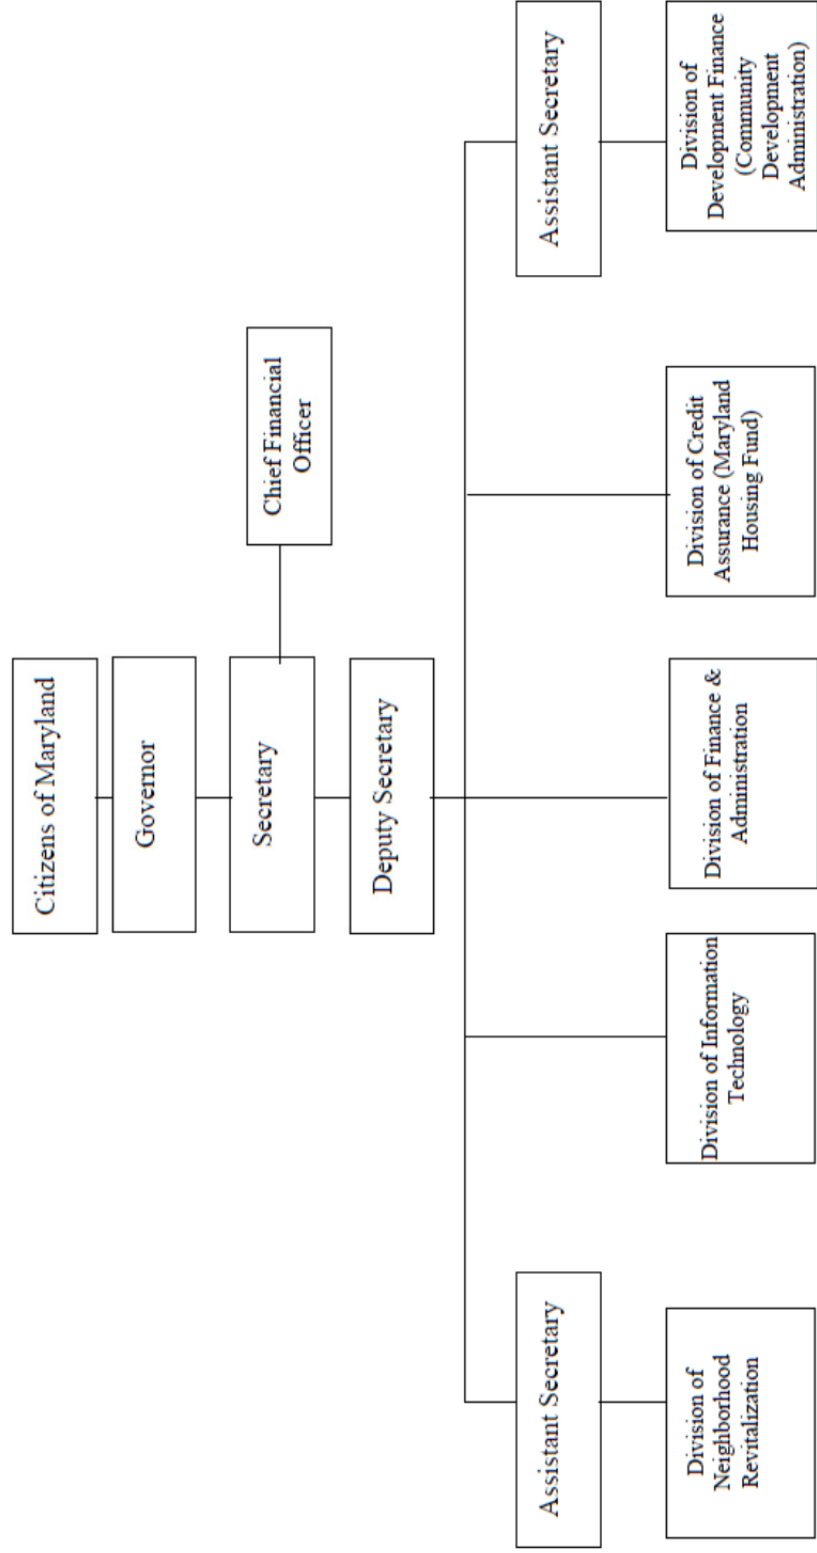 Citizens of Maryland
Governor
Secretary
Chief Financial
Officer
Deputy Secretary
Assistant Secretary
Assistant Secretary
Division of
Neighborhood
Revitalization
Division of Information
Technology
Division of Finance &
Administration
Division of Credit
Assurance (Maryland
Housing Fund)
Division of
Development Finance
(Community
Development
Administration)